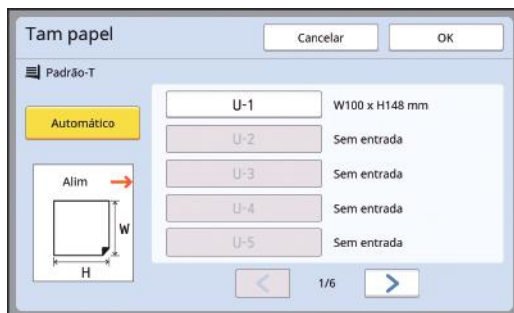 Tam papel
Cancelar
OK
Padrão-T
Automático
U-1 W100 x H148 mm
U-2 Sem entrada
U-3 Sem entrada
U-4 Sem entrada
U-5 Sem entrada
Alim
W
H
1/6